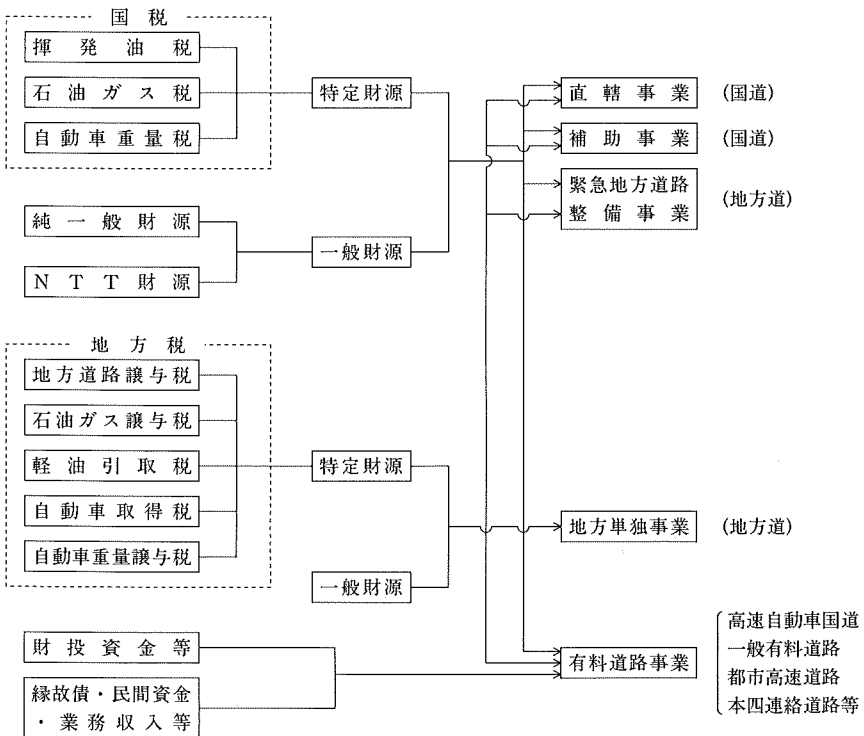 国税
揮発油税
石油ガス税
自動車重量税
特定財源
純一般財源
NTT財源
一般財源
直轄事業 (国道)
補助事業 (国道)
緊急地方道路
整備事業
(地方道)
地方税
地方道路譲与税
石油ガス譲与税
軽油引取税
自動車取得税
自動車重量譲与税
特定財源
一般財源
地方単独事業 (地方道)
財投資金等
縁故債・民間資金
・業務収入等
有料道路事業
高速自動車国道
一般有料道路
都市高速道路
本四連絡道路等